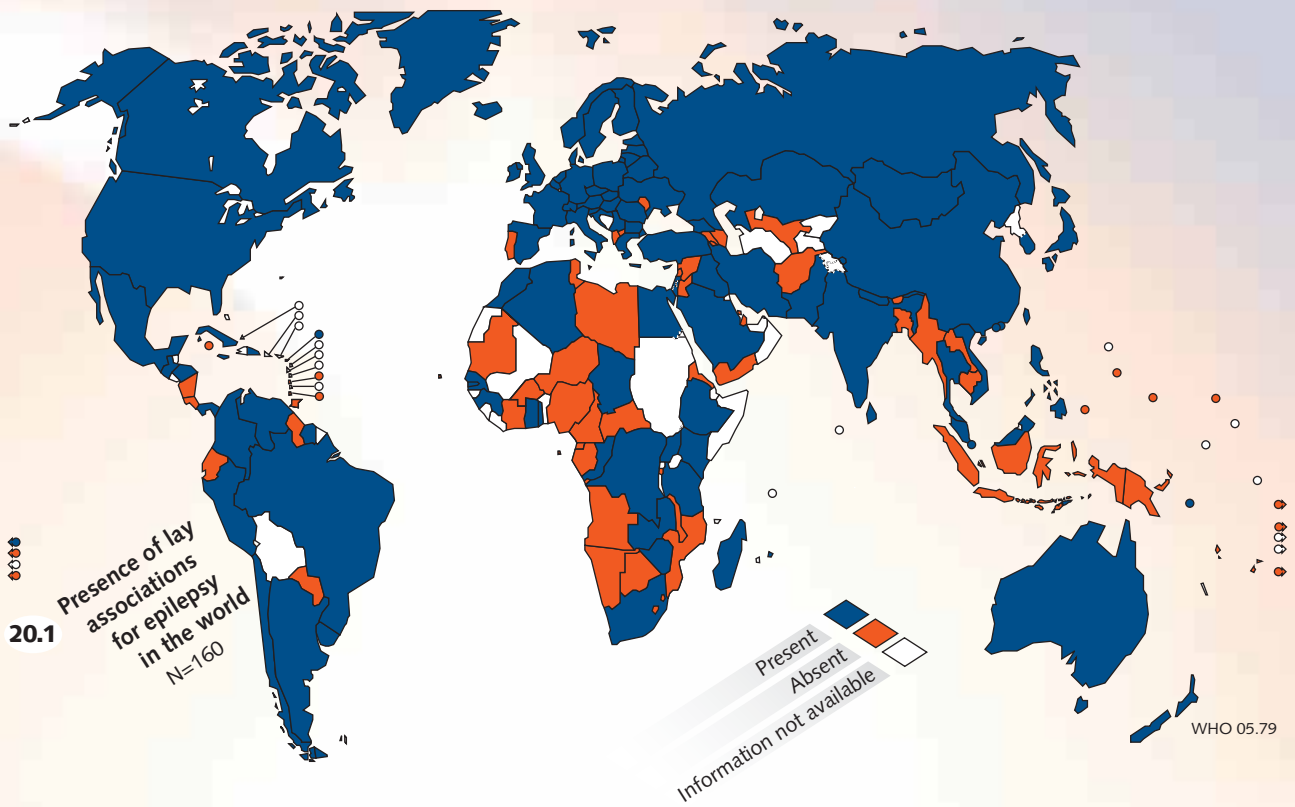 Presence of lay
associations
for epilepsy
in the world
N=160
20.1
Present
Absent
Information not available
WHO 05.79